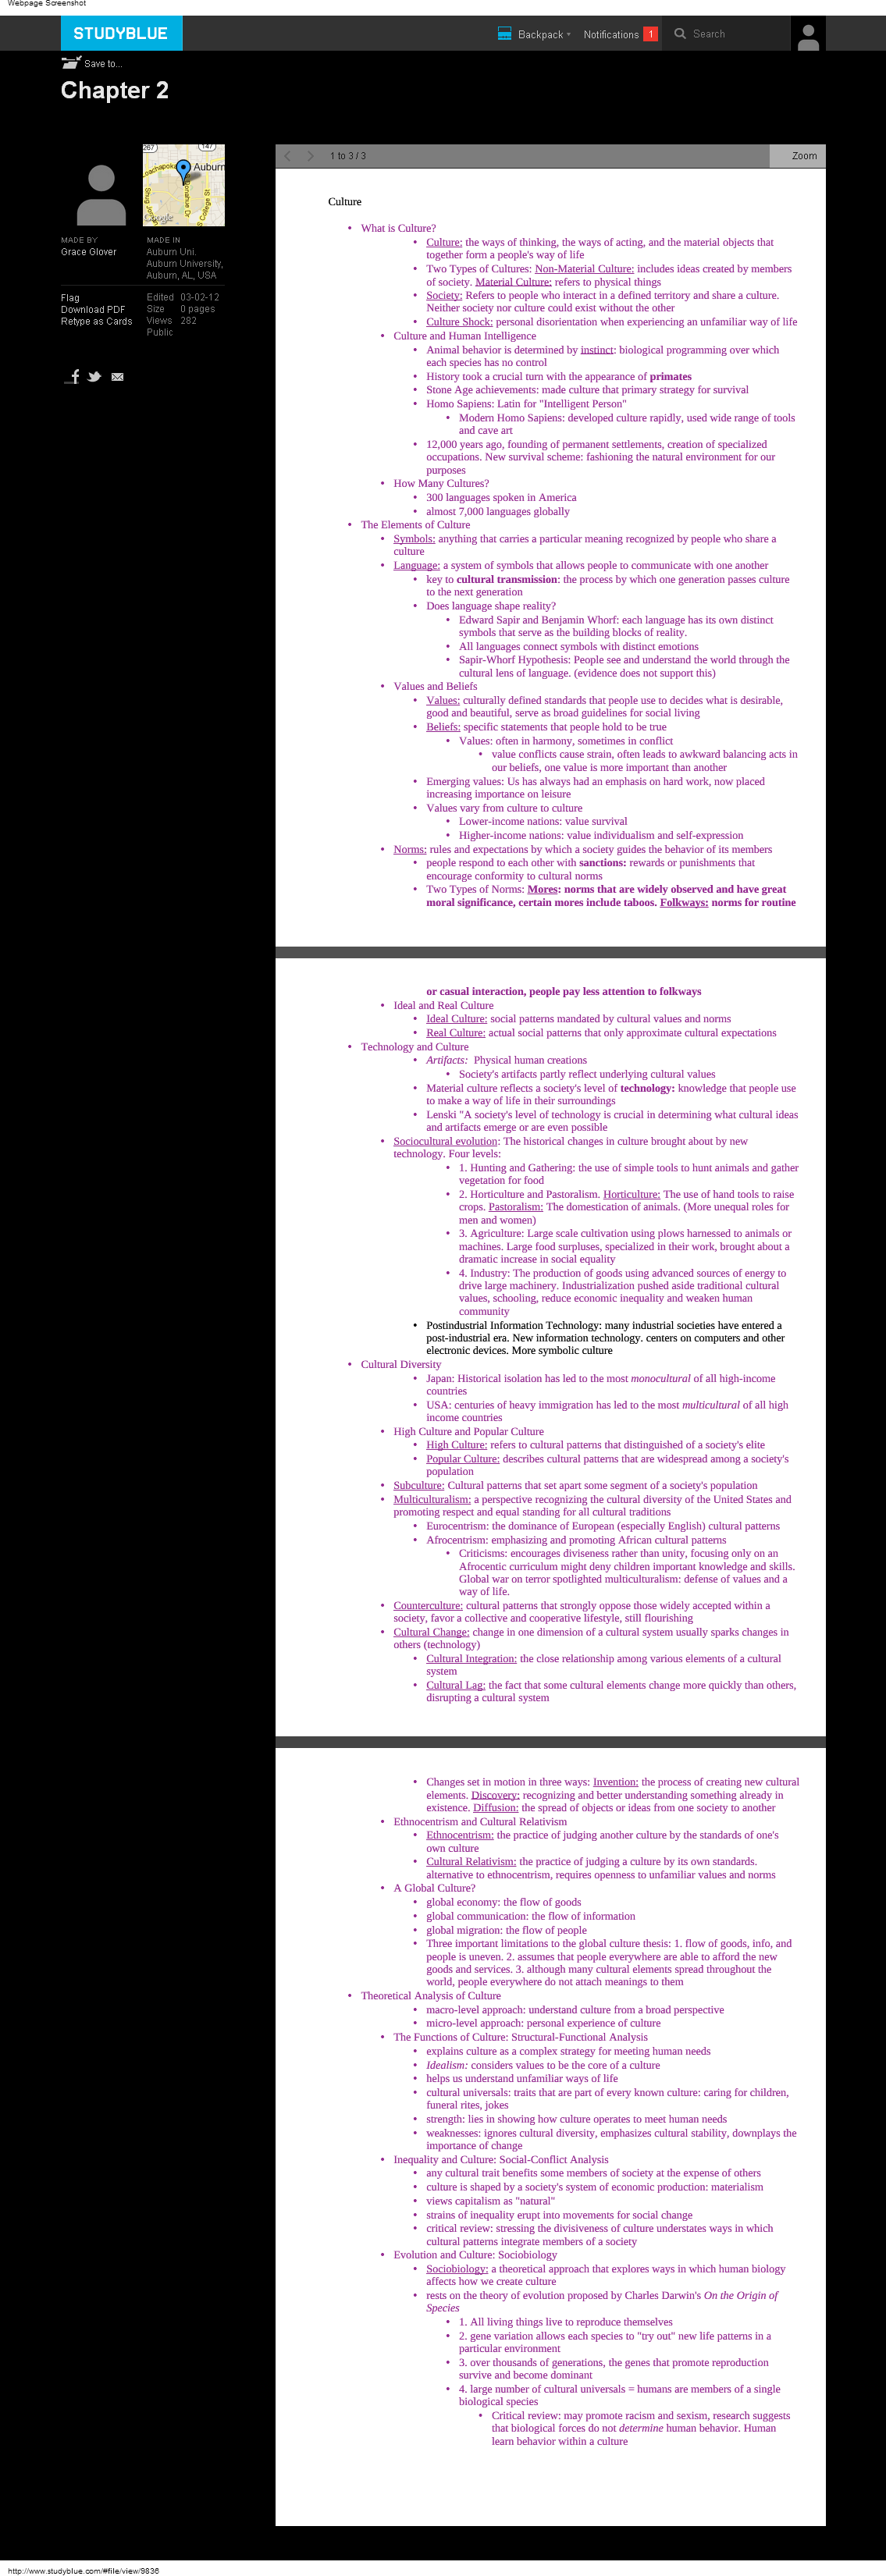 Webpage Screenshot
STUDYBLUE
Backpack
Notifications 1
Search
Save to...
Chapter 2
1 to 3 / 3
Zoom
267
147
Auburn
Google
MADE BY
Grace Glover
MADE IN
Auburn Uni.
Auburn University,
Auburn, AL, USA
Flag
Download PDF
Retype as Cards
Edited 03-02-12
Size 0 pages
Views 282
Public
Culture
• What is Culture?
• Culture: the ways of thinking, the ways of acting, and the material objects that
together form a people's way of life
• Two Types of Cultures: Non-Material Culture: includes ideas created by members
of society. Material Culture: refers to physical things
• Society: Refers to people who interact in a defined territory and share a culture.
Neither society nor culture could exist without the other
• Culture Shock: personal disorientation when experiencing an unfamiliar way of life
• Culture and Human Intelligence
• Animal behavior is determined by instinct: biological programming over which
each species has no control
• History took a crucial turn with the appearance of primates
• Stone Age achievements: made culture that primary strategy for survival
• Homo Sapiens: Latin for "Intelligent Person"
• Modern Homo Sapiens: developed culture rapidly, used wide range of tools
and cave art
• 12,000 years ago, founding of permanent settlements, creation of specialized
occupations. New survival scheme: fashioning the natural environment for our
purposes
• How Many Cultures?
• 300 languages spoken in America
• almost 7,000 languages globally
• The Elements of Culture
• Symbols: anything that carries a particular meaning recognized by people who share a
culture
• Language: a system of symbols that allows people to communicate with one another
• key to cultural transmission: the process by which one generation passes culture
to the next generation
• Does language shape reality?
• Edward Sapir and Benjamin Whorf: each language has its own distinct
symbols that serve as the building blocks of reality.
• All languages connect symbols with distinct emotions
• Sapir-Whorf Hypothesis: People see and understand the world through the
cultural lens of language. (evidence does not support this)
• Values and Beliefs
• Values: culturally defined standards that people use to decides what is desirable,
good and beautiful, serve as broad guidelines for social living
• Beliefs: specific statements that people hold to be true
• Values: often in harmony, sometimes in conflict
• value conflicts cause strain, often leads to awkward balancing acts in
our beliefs, one value is more important than another
• Emerging values: Us has always had an emphasis on hard work, now placed
increasing importance on leisure
• Values vary from culture to culture
• Lower-income nations: value survival
• Higher-income nations: value individualism and self-expression
• Norms: rules and expectations by which a society guides the behavior of its members
• people respond to each other with sanctions: rewards or punishments that
encourage conformity to cultural norms
• Two Types of Norms: Mores: norms that are widely observed and have great
moral significance, certain mores include taboos. Folkways: norms for routine
or casual interaction, people pay less attention to folkways
• Ideal and Real Culture
• Ideal Culture: social patterns mandated by cultural values and norms
• Real Culture: actual social patterns that only approximate cultural expectations
• Technology and Culture
• Artifacts: Physical human creations
• Society's artifacts partly reflect underlying cultural values
• Material culture reflects a society's level of technology: knowledge that people use
to make a way of life in their surroundings
• Lenski "A society's level of technology is crucial in determining what cultural ideas
and artifacts emerge or are even possible
• Sociocultural evolution: The historical changes in culture brought about by new
technology. Four levels:
• 1. Hunting and Gathering: the use of simple tools to hunt animals and gather
vegetation for food
• 2. Horticulture and Pastoralism. Horticulture: The use of hand tools to raise
crops. Pastoralism: The domestication of animals. (More unequal roles for
men and women)
• 3. Agriculture: Large scale cultivation using plows harnessed to animals or
machines. Large food surpluses, specialized in their work, brought about a
dramatic increase in social equality
• 4. Industry: The production of goods using advanced sources of energy to
drive large machinery. Industrialization pushed aside traditional cultural
values, schooling, reduce economic inequality and weaken human
community
• Postindustrial Information Technology: many industrial societies have entered a
post-industrial era. New information technology. centers on computers and other
electronic devices. More symbolic culture
• Cultural Diversity
• Japan: Historical isolation has led to the most monocultural of all high-income
countries
• USA: centuries of heavy immigration has led to the most multicultural of all high
income countries
• High Culture and Popular Culture
• High Culture: refers to cultural patterns that distinguished of a society's elite
• Popular Culture: describes cultural patterns that are widespread among a society's
population
• Subculture: Cultural patterns that set apart some segment of a society's population
• Multiculturalism: a perspective recognizing the cultural diversity of the United States and
promoting respect and equal standing for all cultural traditions
• Eurocentrism: the dominance of European (especially English) cultural patterns
• Afrocentrism: emphasizing and promoting African cultural patterns
• Criticisms: encourages diviseness rather than unity, focusing only on an
Afrocentic curriculum might deny children important knowledge and skills.
Global war on terror spotlighted multiculturalism: defense of values and a
way of life.
• Counterculture: cultural patterns that strongly oppose those widely accepted within a
society, favor a collective and cooperative lifestyle, still flourishing
• Cultural Change: change in one dimension of a cultural system usually sparks changes in
others (technology)
• Cultural Integration: the close relationship among various elements of a cultural
system
• Cultural Lag: the fact that some cultural elements change more quickly than others,
disrupting a cultural system
• Changes set in motion in three ways: Invention: the process of creating new cultural
elements. Discovery: recognizing and better understanding something already in
existence. Diffusion: the spread of objects or ideas from one society to another
• Ethnocentrism and Cultural Relativism
• Ethnocentrism: the practice of judging another culture by the standards of one's
own culture
• Cultural Relativism: the practice of judging a culture by its own standards.
alternative to ethnocentrism, requires openness to unfamiliar values and norms
• A Global Culture?
• global economy: the flow of goods
• global communication: the flow of information
• global migration: the flow of people
• Three important limitations to the global culture thesis: 1. flow of goods, info, and
people is uneven. 2. assumes that people everywhere are able to afford the new
goods and services. 3. although many cultural elements spread throughout the
world, people everywhere do not attach meanings to them
• Theoretical Analysis of Culture
• macro-level approach: understand culture from a broad perspective
• micro-level approach: personal experience of culture
• The Functions of Culture: Structural-Functional Analysis
• explains culture as a complex strategy for meeting human needs
• Idealism: considers values to be the core of a culture
• helps us understand unfamiliar ways of life
• cultural universals: traits that are part of every known culture: caring for children,
funeral rites, jokes
• strength: lies in showing how culture operates to meet human needs
• weaknesses: ignores cultural diversity, emphasizes cultural stability, downplays the
importance of change
• Inequality and Culture: Social-Conflict Analysis
• any cultural trait benefits some members of society at the expense of others
• culture is shaped by a society's system of economic production: materialism
• views capitalism as "natural"
• strains of inequality erupt into movements for social change
• critical review: stressing the divisiveness of culture understates ways in which
cultural patterns integrate members of a society
• Evolution and Culture: Sociobiology
• Sociobiology: a theoretical approach that explores ways in which human biology
affects how we create culture
• rests on the theory of evolution proposed by Charles Darwin's On the Origin of
Species
• 1. All living things live to reproduce themselves
• 2. gene variation allows each species to "try out" new life patterns in a
particular environment
• 3. over thousands of generations, the genes that promote reproduction
survive and become dominant
• 4. large number of cultural universals = humans are members of a single
biological species
• Critical review: may promote racism and sexism, research suggests
that biological forces do not determine human behavior. Human
learn behavior within a culture
http://www.studyblue.com/#file/view/9836